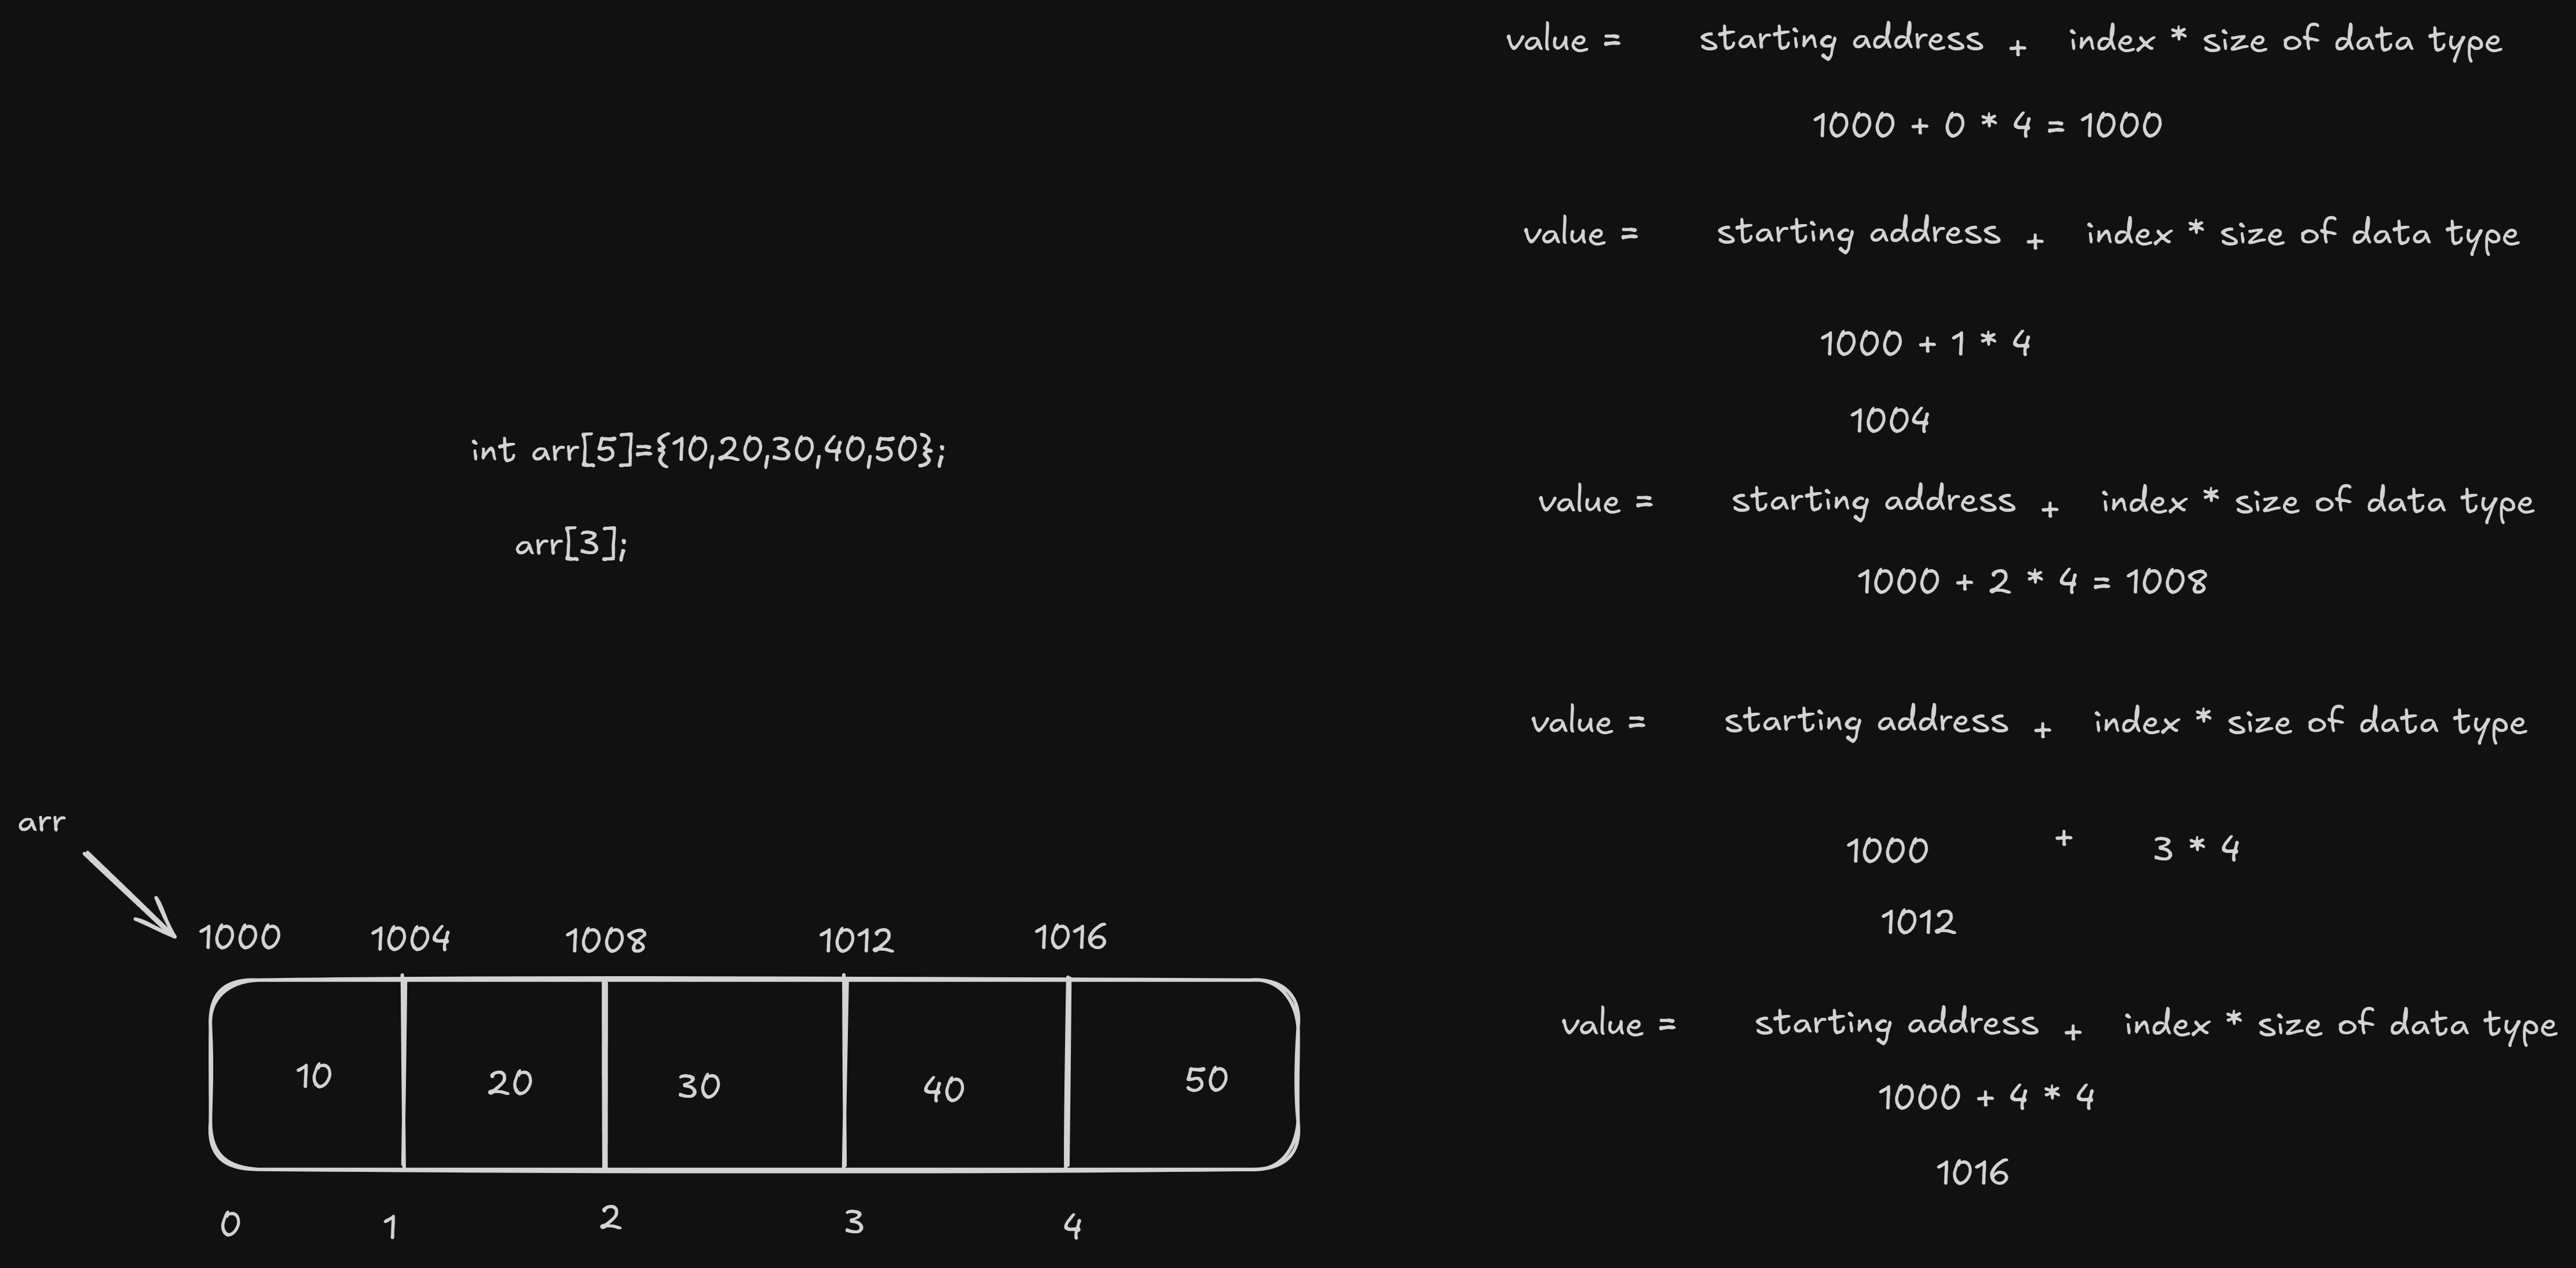 int arr[5]={10,20,30,40,50};
arr[3];
arr
1000 1004 1008 1012 1016
10 20 30 40 50
0 1 2 3 4
value = starting address + index * size of data type
1000 + 0 * 4 = 1000
value = starting address + index * size of data type
1000 + 1 * 4
1004
value = starting address + index * size of data type
1000 + 2 * 4 = 1008
value = starting address + index * size of data type
1000 + 3 * 4
1012
value = starting address + index * size of data type
1000 + 4 * 4
1016